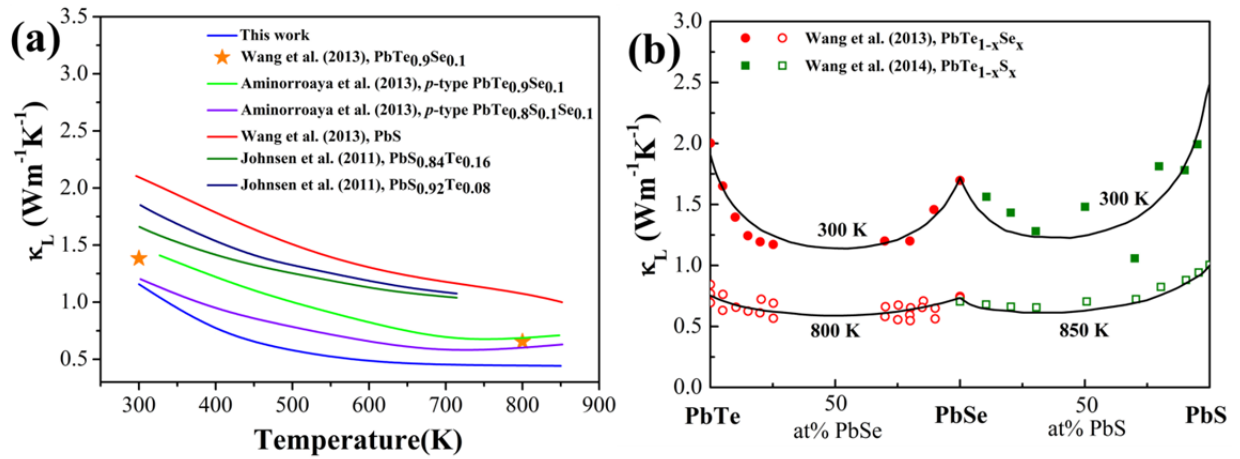 (a)
κL (Wm-1K-1)
3.5
3.0
2.5
2.0
1.5
1.0
0.5
This work
Wang et al. (2013), PbTe0.9Se0.1
Aminorroaya et al. (2013), p-type PbTe0.9Se0.1
Aminorroaya et al. (2013), p-type PbTe0.8S0.1Se0.1
Wang et al. (2013), PbS
Johnsen et al. (2011), PbS0.84Te0.16
Johnsen et al. (2011), PbS0.92Te0.08
300 400 500 600 700 800 900
Temperature(K)
(b)
κL (Wm-1K-1)
3.0
2.5
2.0
1.5
1.0
0.5
0.0
Wang et al. (2013), PbTe1-xSex
Wang et al. (2014), PbTe1-xSx
300 K
300 K
800 K
850 K
PbTe 50 PbSe 50 PbS
at% PbSe at% PbS